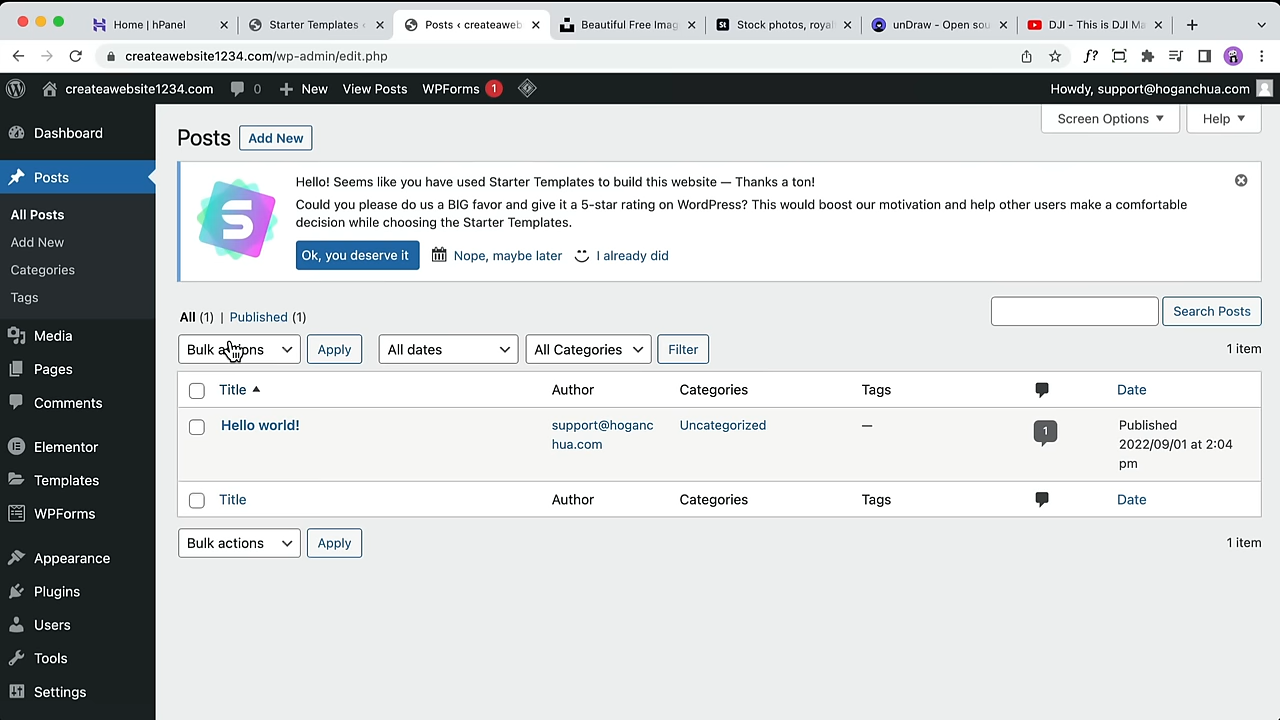 Home | hPanel
Starter Templates ‹
Posts ‹ createaweb
Beautiful Free Imag
Stock photos, royal
unDraw - Open sou
DJI - This is DJI Ma
createawebsite1234.com/wp-admin/edit.php
createawebsite1234.com
0
New
View Posts
WPForms 1
Howdy, support@hoganchua.com
Dashboard
Posts
All Posts
Add New
Categories
Tags
Media
Pages
Comments
Elementor
Templates
WPForms
Appearance
Plugins
Users
Tools
Settings
Screen Options
Help
Posts
Add New
S
Hello! Seems like you have used Starter Templates to build this website — Thanks a ton!
Could you please do us a BIG favor and give it a 5-star rating on WordPress? This would boost our motivation and help other users make a comfortable
decision while choosing the Starter Templates.
Ok, you deserve it
Nope, maybe later
I already did
All (1) | Published (1)
Search Posts
Bulk actions
Apply
All dates
All Categories
Filter
1 item
Title
Author
Categories
Tags
Date
Hello world!
support@hoganc
hua.com
Uncategorized
—
1
Published
2022/09/01 at 2:04
pm
Title
Author
Categories
Tags
Date
Bulk actions
Apply
1 item